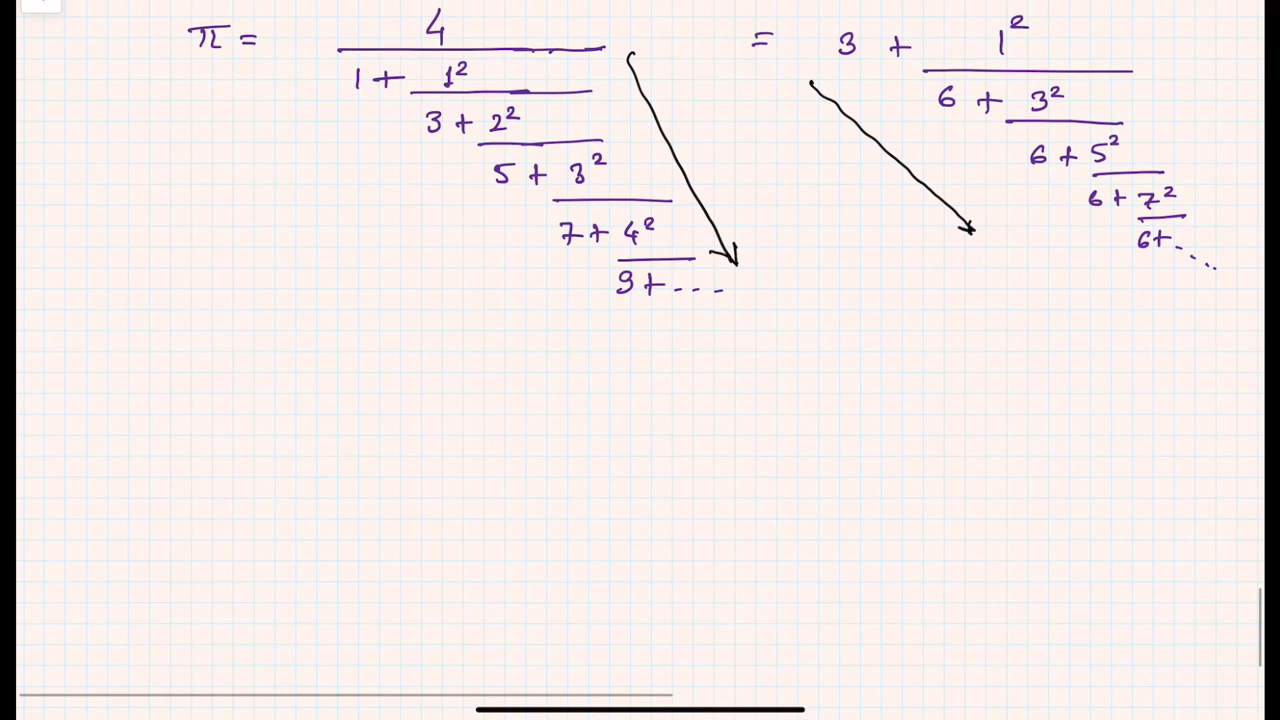 π = 4 / (1 + 1² / (3 + 2² / (5 + 3² / (7 + 4² / (9 + ...))))) = 3 + 1² / (6 + 3² / (6 + 5² / (6 + 7² / (6 + ...))))